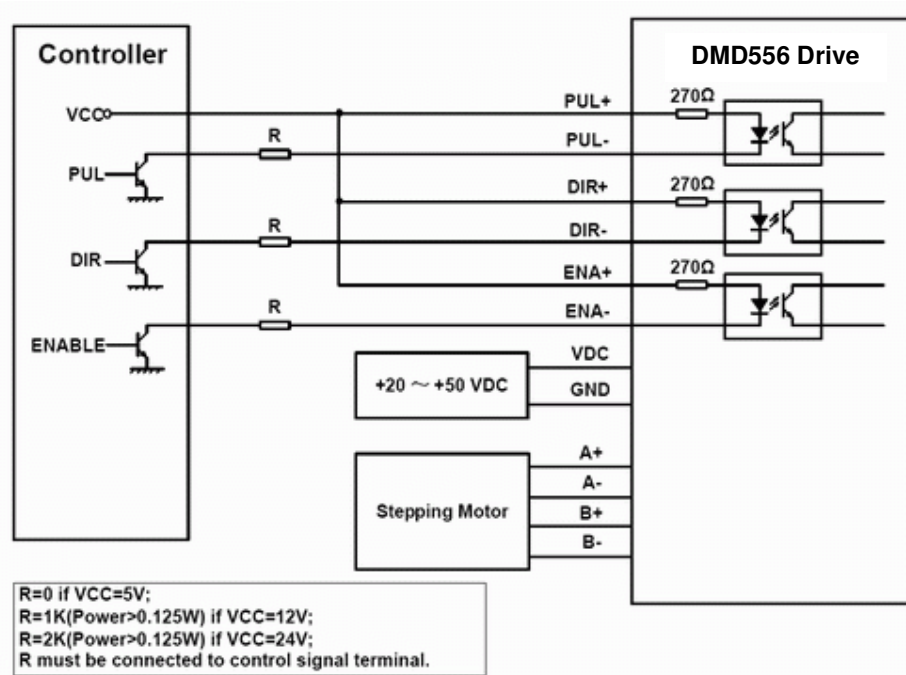 Controller
DMD556 Drive
VCC
PUL+
270Ω
R
PUL-
PUL
DIR+
270Ω
R
DIR-
DIR
ENA+
270Ω
R
ENA-
ENABLE
VDC
+20 ～ +50 VDC
GND
A+
A-
Stepping Motor
B+
B-
R=0 if VCC=5V;
R=1K(Power>0.125W) if VCC=12V;
R=2K(Power>0.125W) if VCC=24V;
R must be connected to control signal terminal.